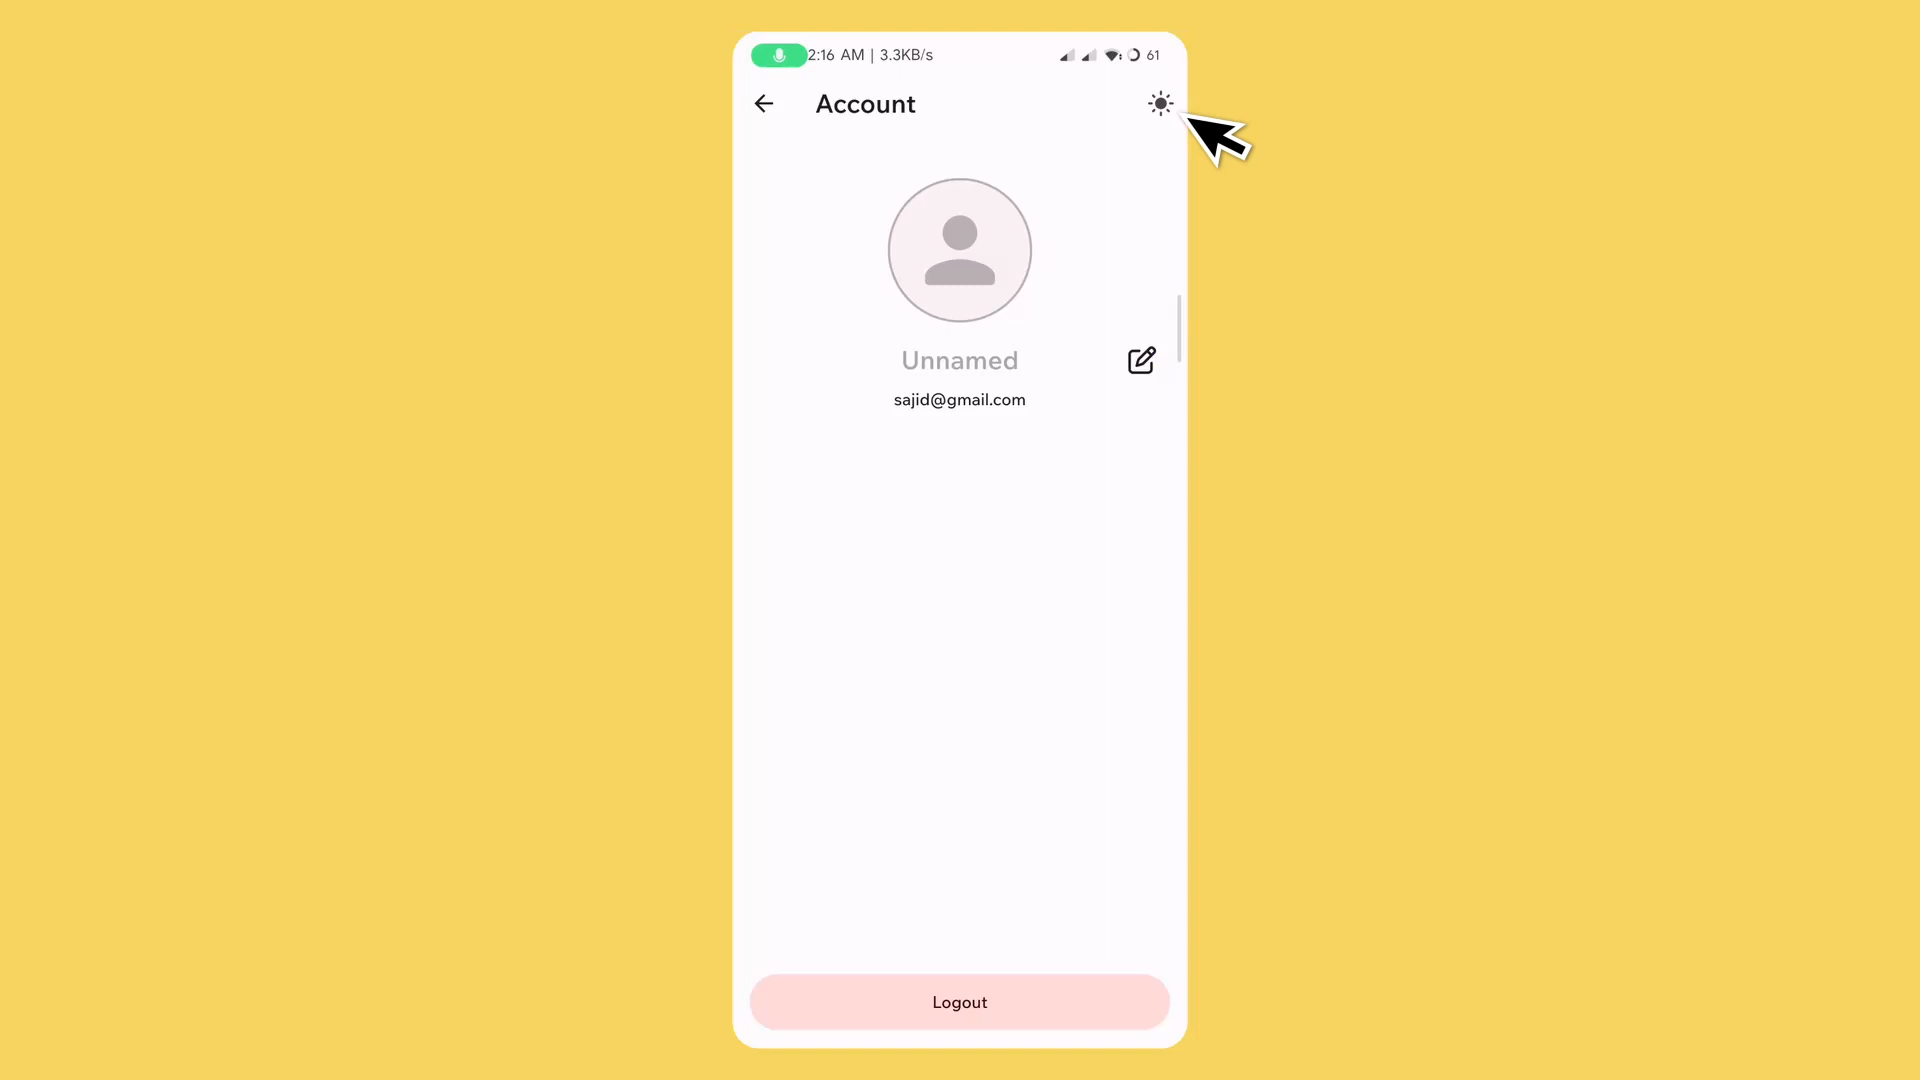 2:16 AM | 3.3KB/s 61
Account
Unnamed
sajid@gmail.com
Logout